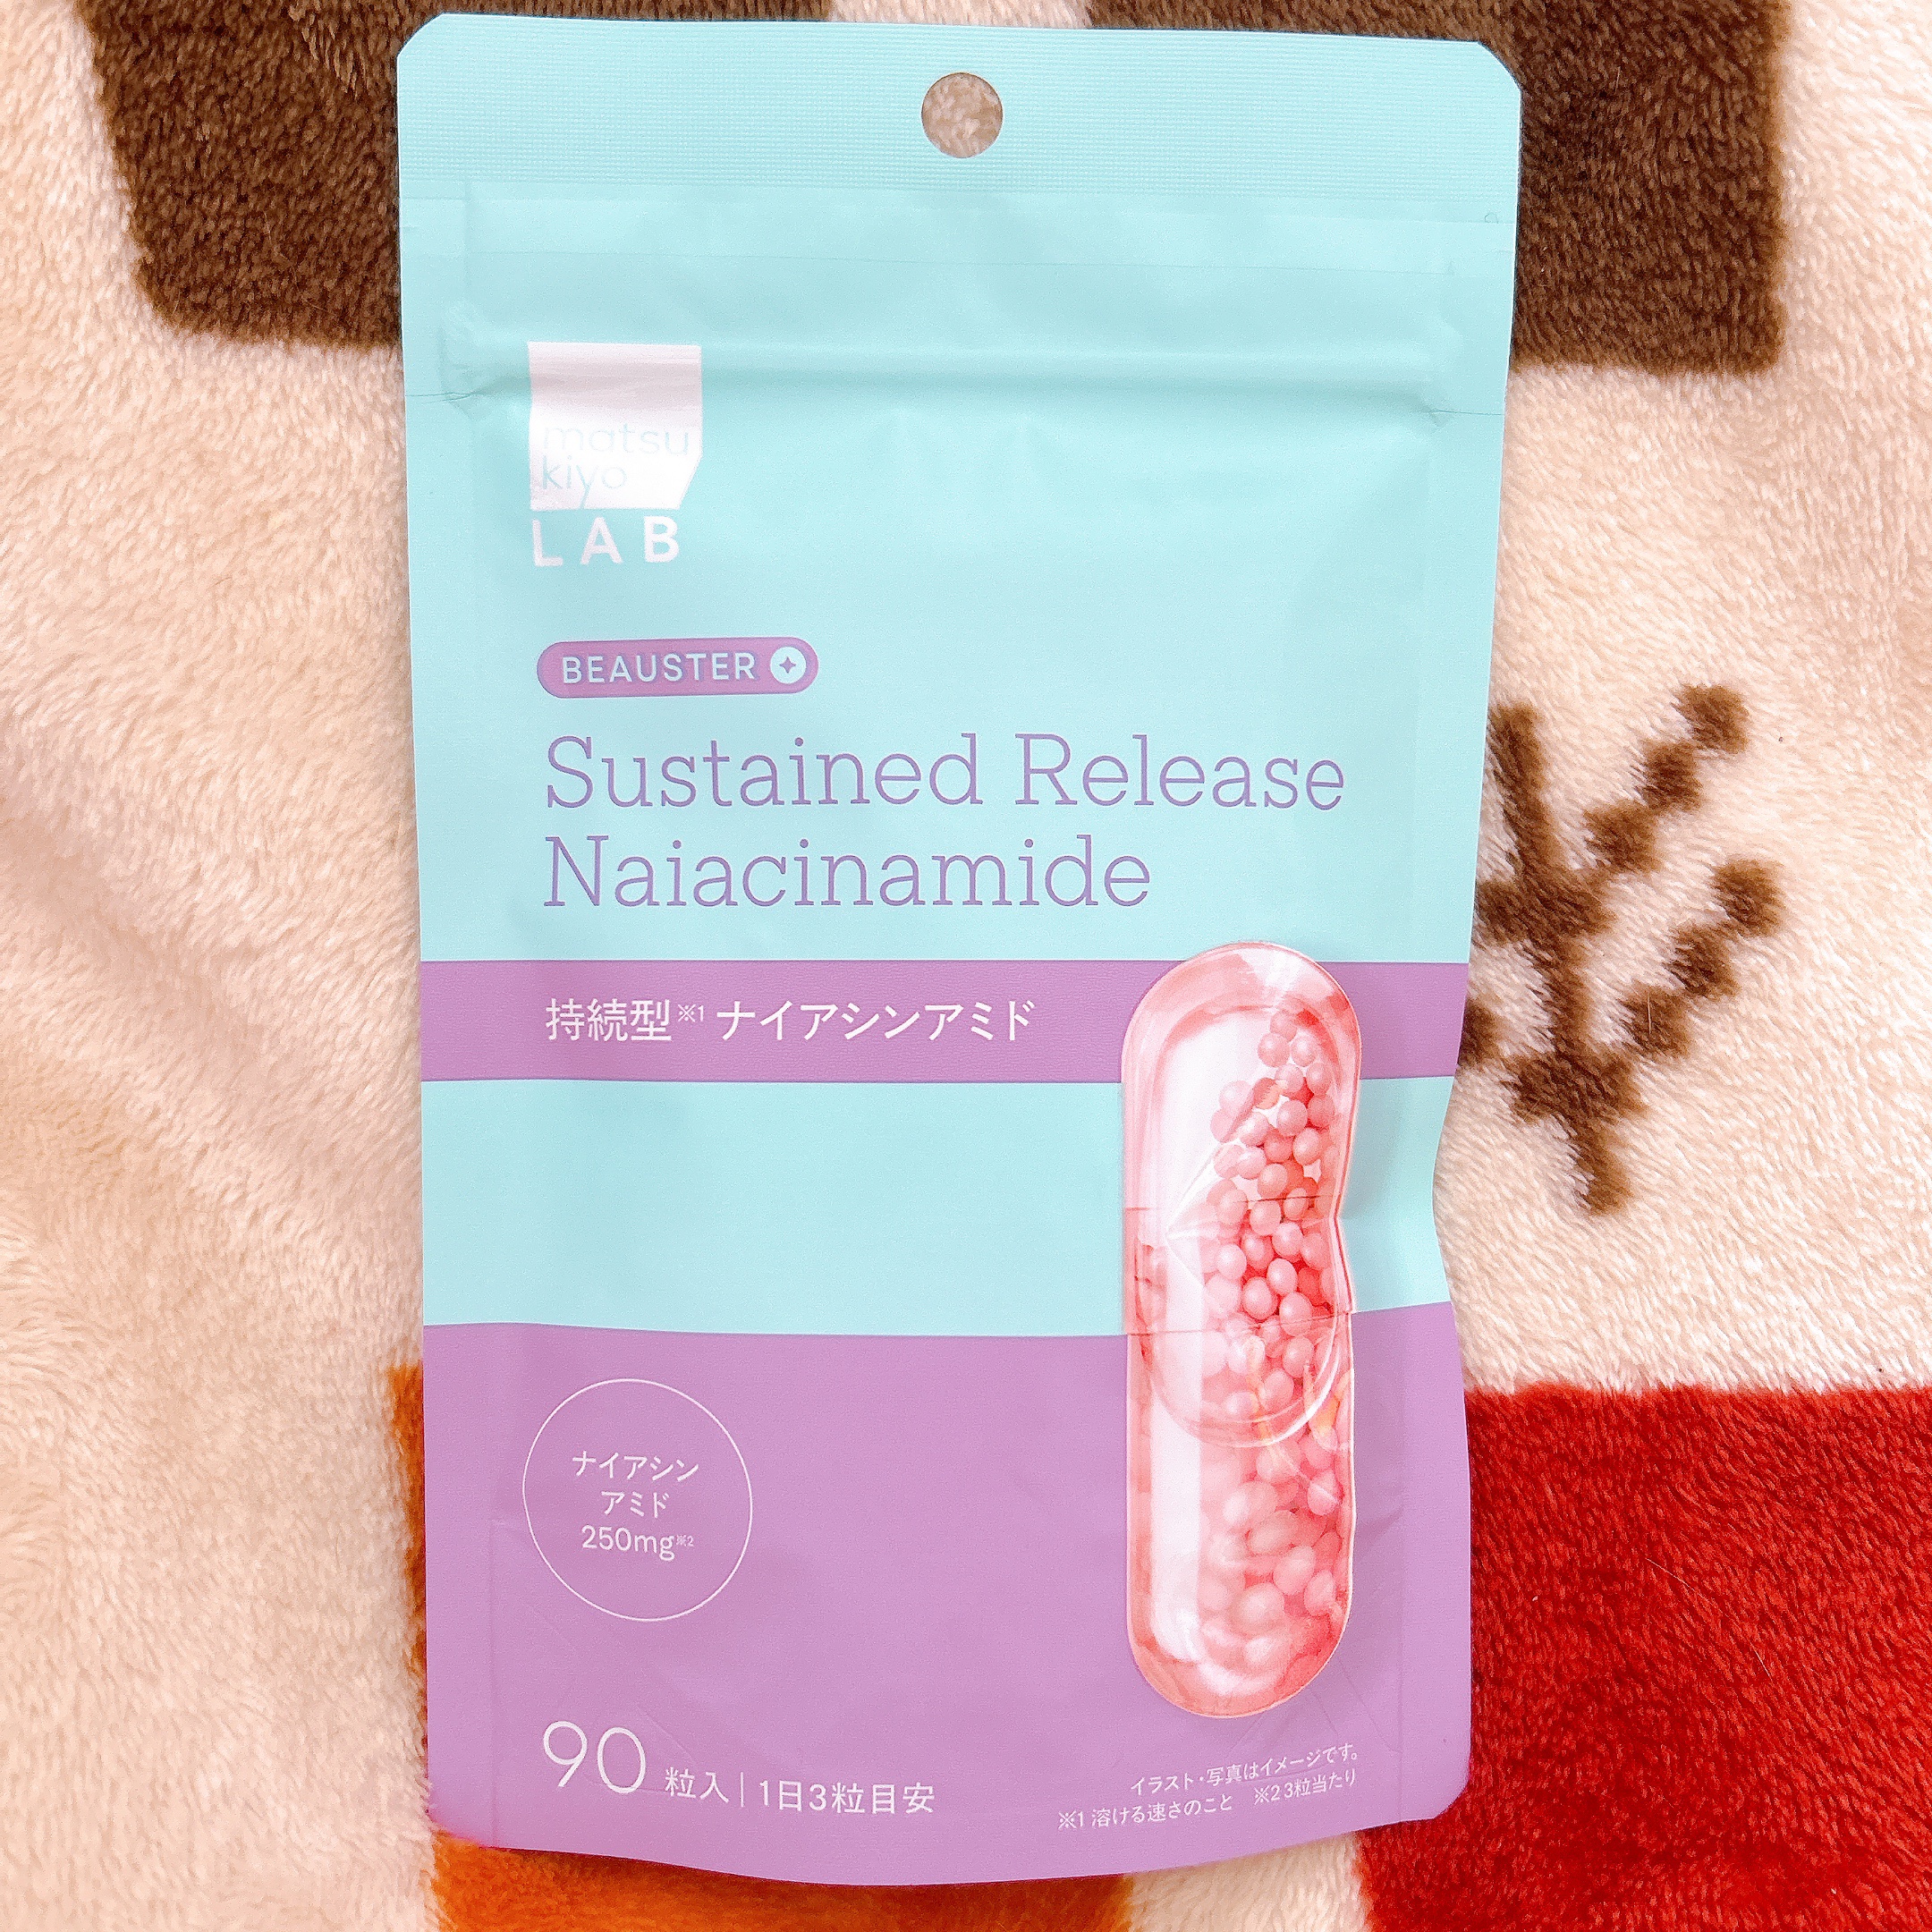 matsu
kiyo
LAB
BEAUSTER
Sustained Release
Naiacinamide
持続型※1 ナイアシンアミド
ナイアシン
アミド
250mg※2
90粒入｜1日3粒目安
イラスト・写真はイメージです。
※1 溶ける速さのこと ※2 3粒当たり